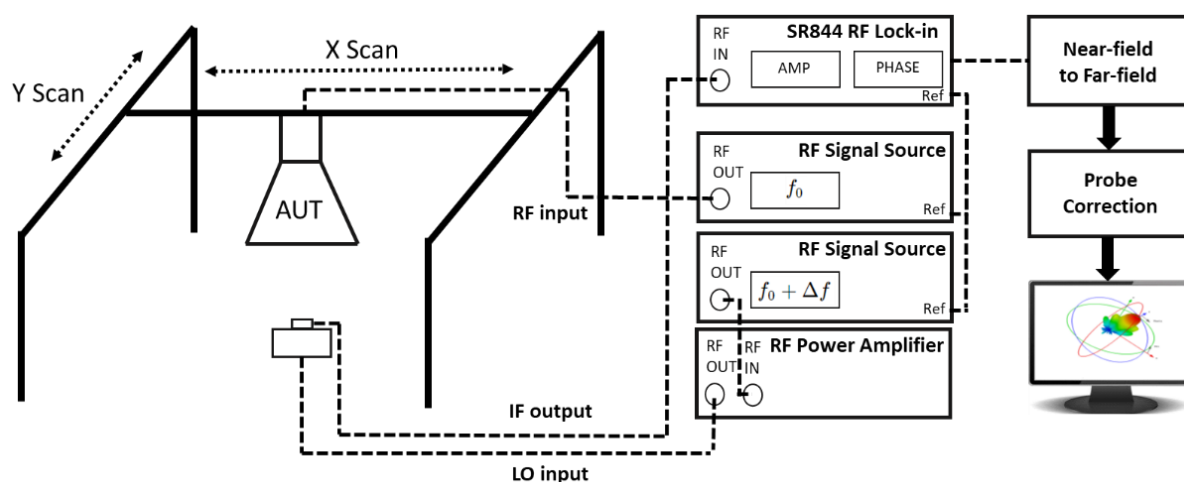 X Scan
Y Scan
AUT
RF input
IF output
LO input
SR844 RF Lock-in
RF
IN
AMP
PHASE
Ref
RF Signal Source
RF
OUT
f₀
Ref
RF Signal Source
RF
OUT
f₀ + Δf
Ref
RF Power Amplifier
RF
OUT
RF
IN
Near-field
to Far-field
Probe
Correction